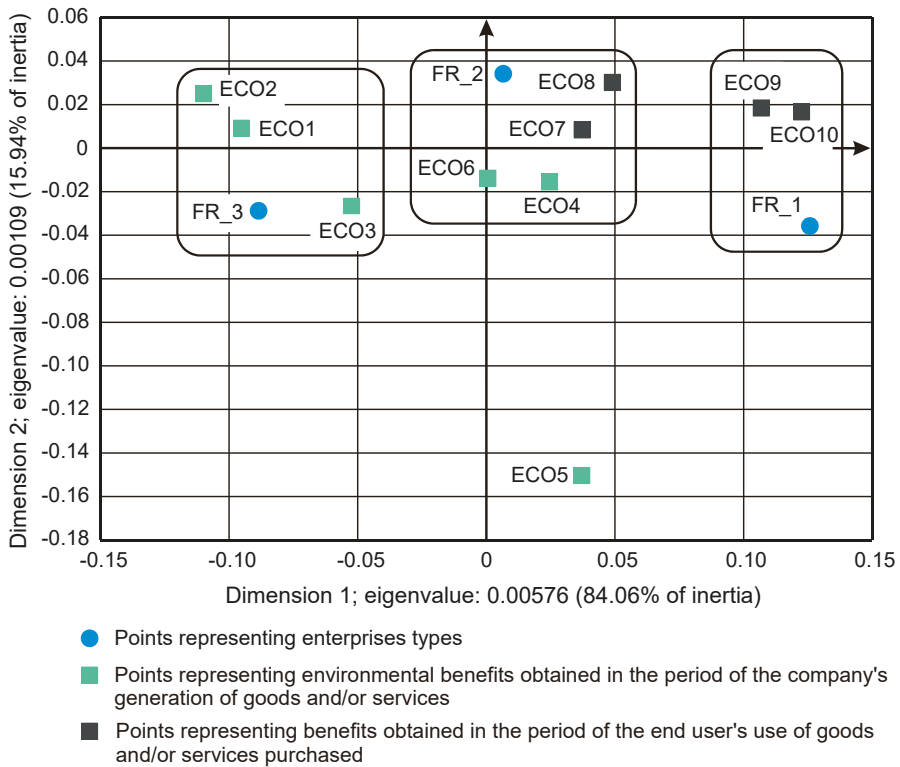 Dimension 2; eigenvalue: 0.00109 (15.94% of inertia)
0.06
0.04
0.02
0
-0.02
-0.04
-0.06
-0.08
-0.10
-0.12
-0.14
-0.16
-0.18
ECO2
ECO1
FR_3
ECO3
FR_2
ECO8
ECO7
ECO6
ECO4
ECO9
ECO10
FR_1
ECO5
-0.15
-0.10
-0.05
0
0.05
0.10
0.15
Dimension 1; eigenvalue: 0.00576 (84.06% of inertia)
Points representing enterprises types
Points representing environmental benefits obtained in the period of the company's
generation of goods and/or services
Points representing benefits obtained in the period of the end user's use of goods
and/or services purchased